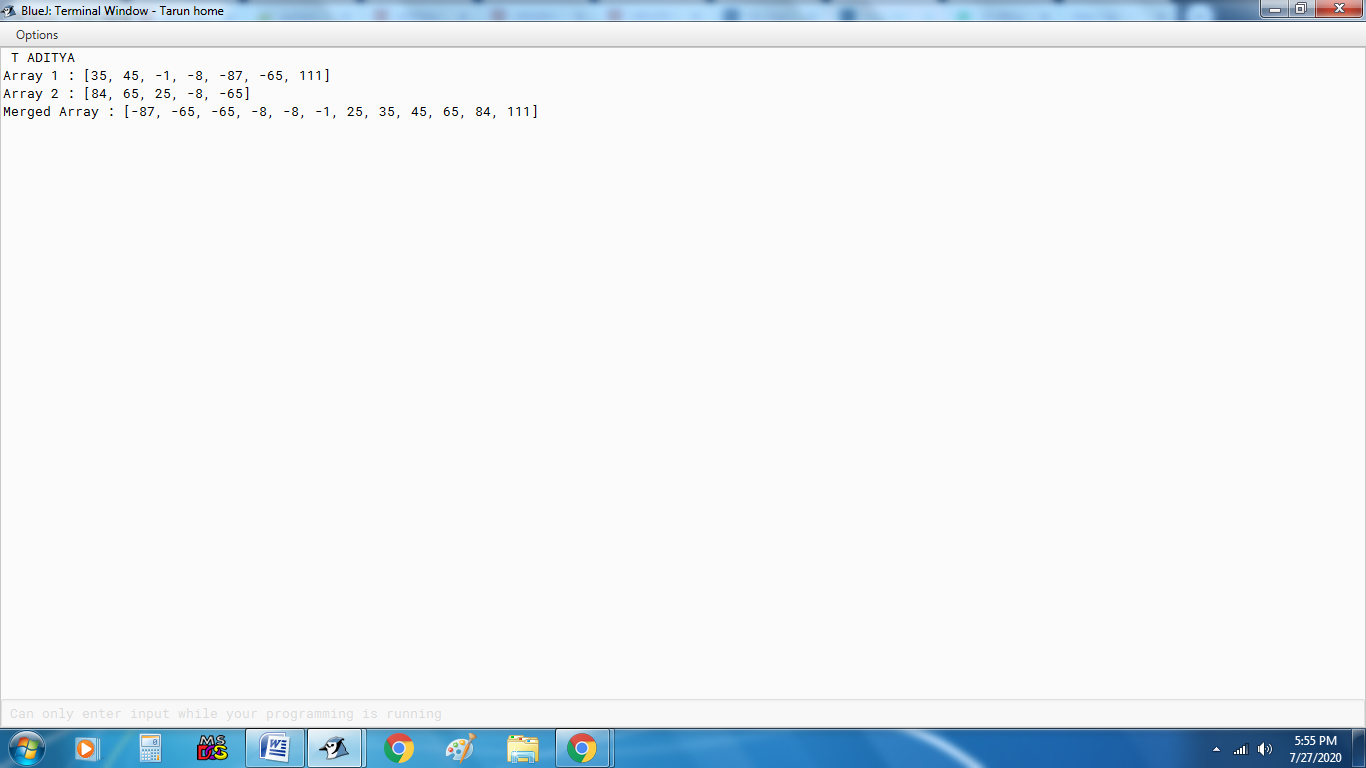 BlueJ: Terminal Window - Tarun home
Options
T ADITYA
Array 1 : [35, 45, -1, -8, -87, -65, 111]
Array 2 : [84, 65, 25, -8, -65]
Merged Array : [-87, -65, -65, -8, -8, -1, 25, 35, 45, 65, 84, 111]
Can only enter input while your programming is running
MS
DOS
5:55 PM
7/27/2020